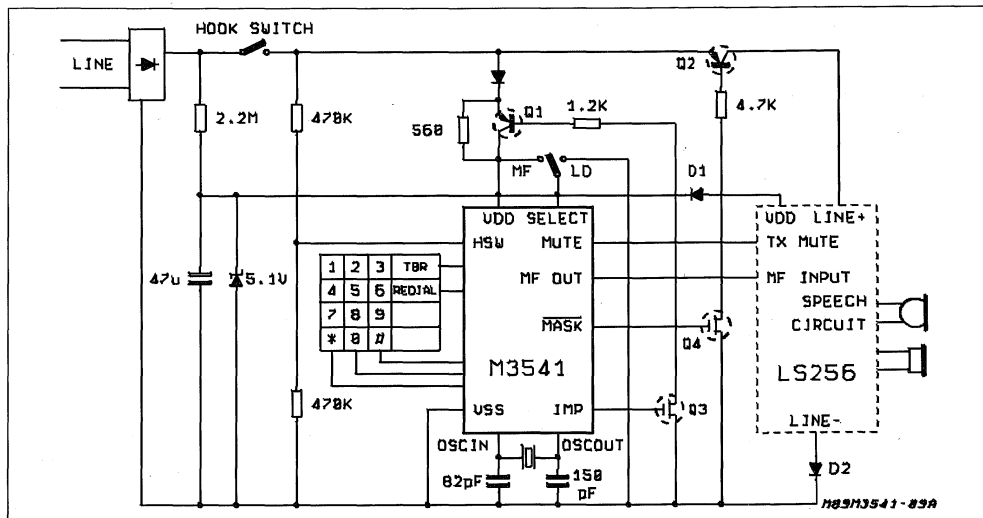 HOOK SWITCH
LINE
Q2
2.2M
470K
560
Q1
1.2K
4.7K
MF
LD
D1
VDD SELECT
VDD LINE+
HSW
MUTE
TX MUTE
1 2 3 TBR
4 5 6 REDIAL
7 8 9
* 0 #
MF OUT
MF INPUT
47u
5.1V
SPEECH
CIRCUIT
MASK
Q4
M3541
LS256
470K
VSS
IMP
Q3
LINE-
OSCIN
OSCOUT
82pF
150
pF
D2
M89M3541-89A